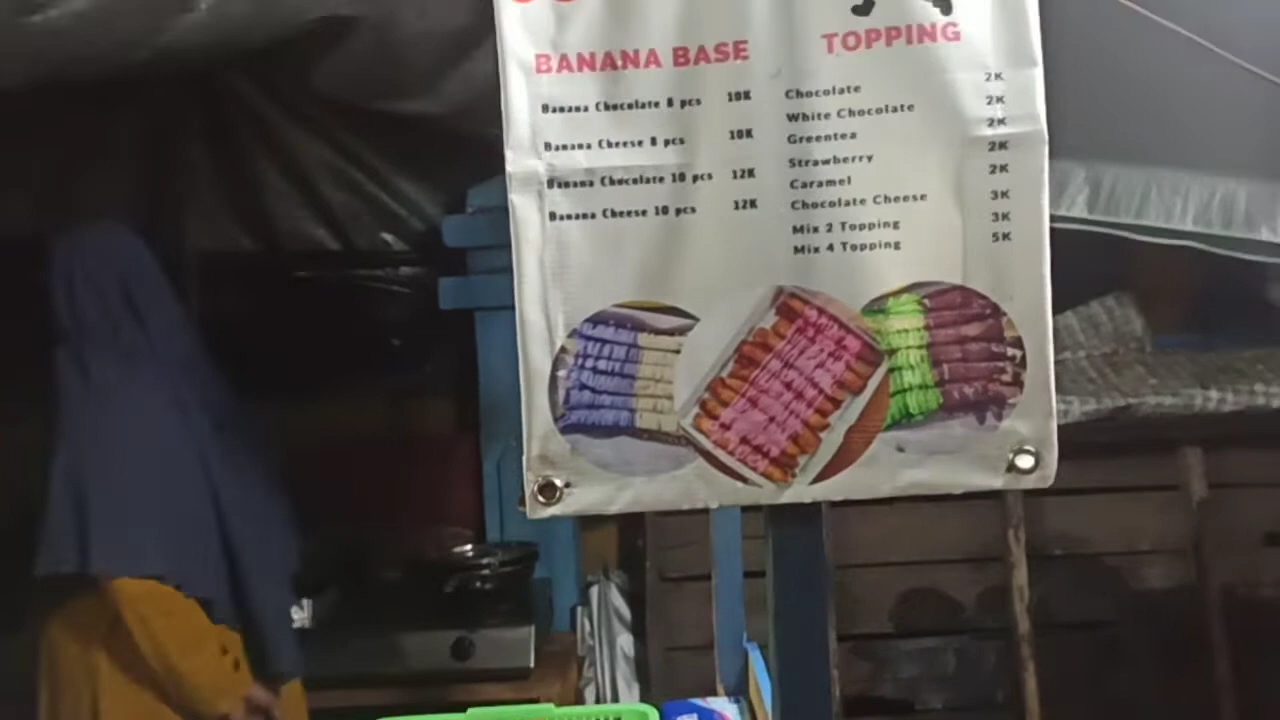 BANANA BASE
Banana Chocolate 8 pcs 10K
Banana Cheese 8 pcs 10K
Banana Chocolate 10 pcs 12K
Banana Cheese 10 pcs 12K
TOPPING
Chocolate 2K
White Chocolate 2K
Greentea 2K
Strawberry 2K
Caramel 2K
Chocolate Cheese 3K
Mix 2 Topping 3K
Mix 4 Topping 5K